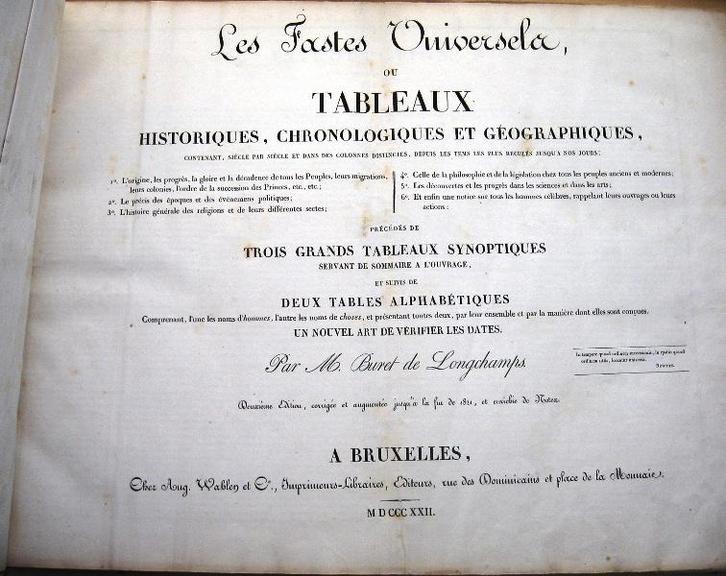 Les Fastes Universels,
OU
TABLEAUX
HISTORIQUES, CHRONOLOGIQUES ET GÉOGRAPHIQUES,
CONTENANT, SIÈCLE PAR SIÈCLE ET DANS DES COLONNES DISTINCTES, DEPUIS LES TEMS LES PLUS RECULÉS JUSQU'A NOS JOURS:
1º. L'origine, les progrès, la gloire et la décadence de tous les Peuples, leurs migrations,
leurs colonies, l'ordre de la succession des Princes, etc., etc.;
2º. Le précis des époques et des événemens politiques;
3º. L'histoire générale des religions et de leurs différentes sectes;
4º. Celle de la philosophie et de la législation chez tous les peuples anciens et modernes;
5º. Les découvertes et les progrès dans les sciences et dans les arts;
6º. Et enfin une notice sur tous les hommes célèbres, rappelant leurs ouvrages ou leurs
actions:
PRÉCÉDÉS DE
TROIS GRANDS TABLEAUX SYNOPTIQUES
SERVANT DE SOMMAIRE A L'OUVRAGE,
ET SUIVIS DE
DEUX TABLES ALPHABÉTIQUES
Comprenant, l'une les noms d'hommes, l'autre les noms de choses, et présentant toutes deux, par leur ensemble et par la manière dont elles sont conçues,
UN NOUVEL ART DE VÉRIFIER LES DATES.
Par M. Buret de Longchamps.
Deuxième Edition, corrigée et augmentée jusqu'à la fin de 1821, et enrichie de Notes.
A BRUXELLES,
Chez Aug. Wahlen et Cº., Imprimeurs-Libraires, Editeurs, rue des Dominicains et place de la Monnaie.
M D CCC XXII.